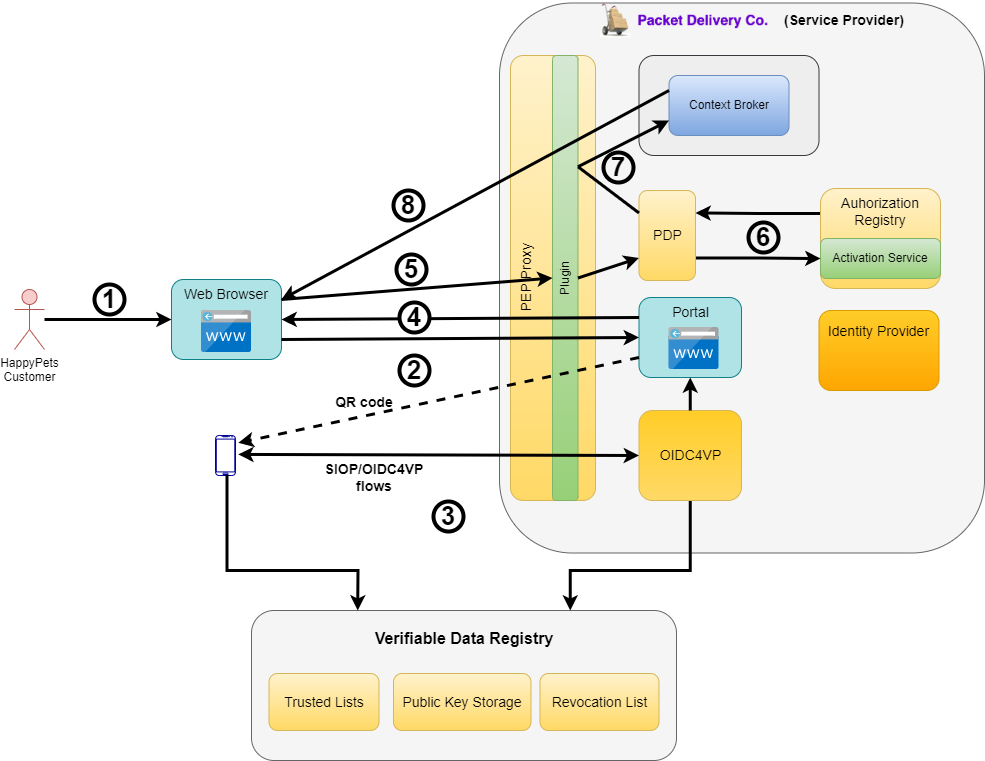 Packet Delivery Co. (Service Provider)
Context Broker
7
8
PEP Proxy
Plugin
PDP
Auhorization
Registry
Activation Service
6
5
1
Web Browser
WWW
HappyPets
Customer
4
Portal
WWW
Identity Provider
2
QR code
SIOP/OIDC4VP
flows
OIDC4VP
3
Verifiable Data Registry
Trusted Lists
Public Key Storage
Revocation List